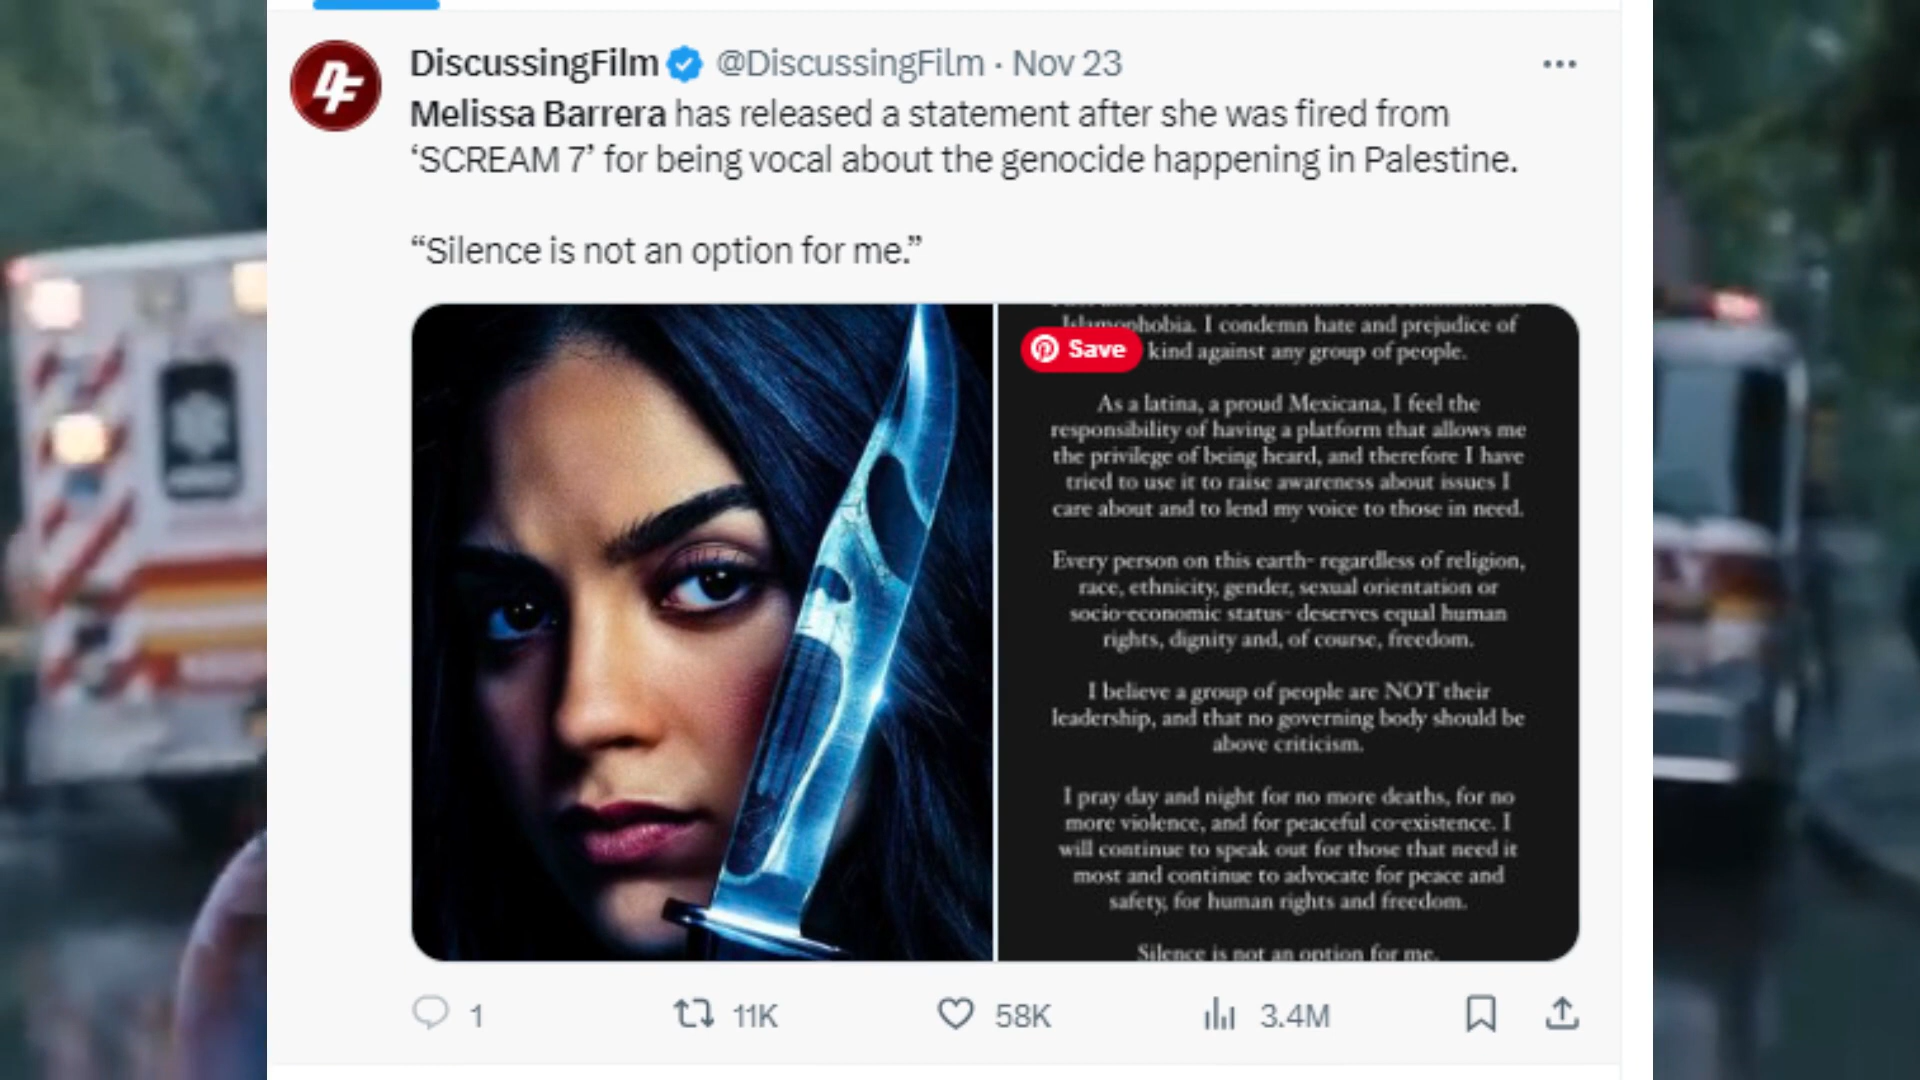 DiscussingFilm @DiscussingFilm · Nov 23
Melissa Barrera has released a statement after she was fired from
‘SCREAM 7’ for being vocal about the genocide happening in Palestine.
“Silence is not an option for me.”
Islamophobia. I condemn hate and prejudice of
Save
kind against any group of people.
As a latina, a proud Mexicana, I feel the
responsibility of having a platform that allows me
the privilege of being heard, and therefore I have
tried to use it to raise awareness about issues I
care about and to lend my voice to those in need.
Every person on this earth- regardless of religion,
race, ethnicity, gender, sexual orientation or
socio-economic status- deserves equal human
rights, dignity and, of course, freedom.
I believe a group of people are NOT their
leadership, and that no governing body should be
above criticism.
I pray day and night for no more deaths, for no
more violence, and for peaceful co-existence. I
will continue to speak out for those that need it
most and continue to advocate for peace and
safety, for human rights and freedom.
Silence is not an option for me.
1 11K 58K 3.4M